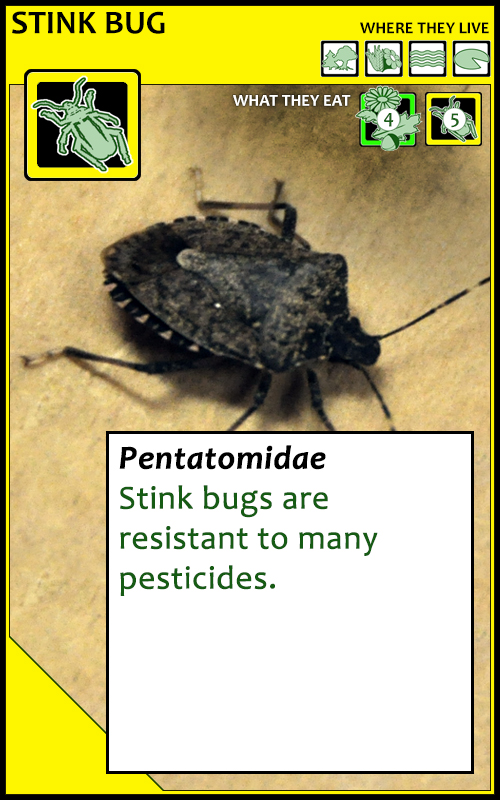 STINK BUG
WHERE THEY LIVE
WHAT THEY EAT
4
5
Pentatomidae
Stink bugs are
resistant to many
pesticides.